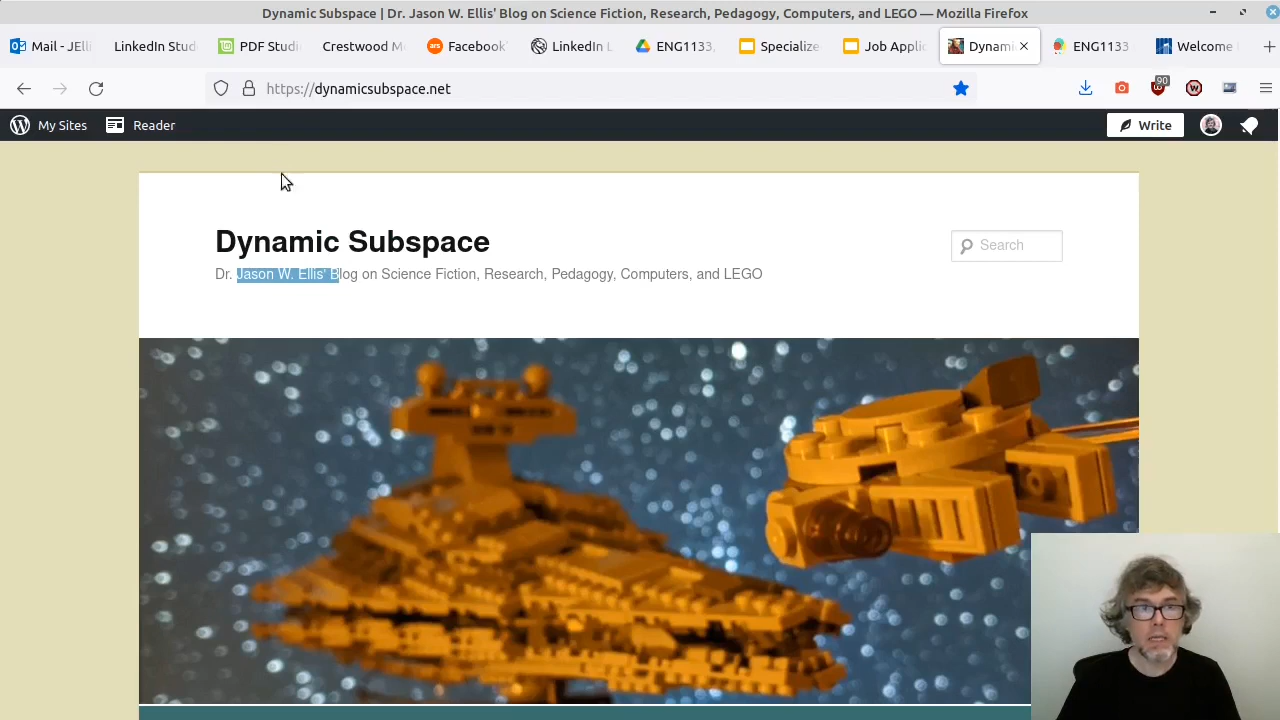 Dynamic Subspace | Dr. Jason W. Ellis' Blog on Science Fiction, Research, Pedagogy, Computers, and LEGO — Mozilla Firefox
Mail - JElli
LinkedIn Stud
PDF Studi
Crestwood M
Facebook
LinkedIn L
ENG1133,
Specialize
Job Applic
Dynami
ENG1133
Welcome
https://dynamicsubspace.net
90
My Sites
Reader
Write
Dynamic Subspace
Search
Dr. Jason W. Ellis' Blog on Science Fiction, Research, Pedagogy, Computers, and LEGO